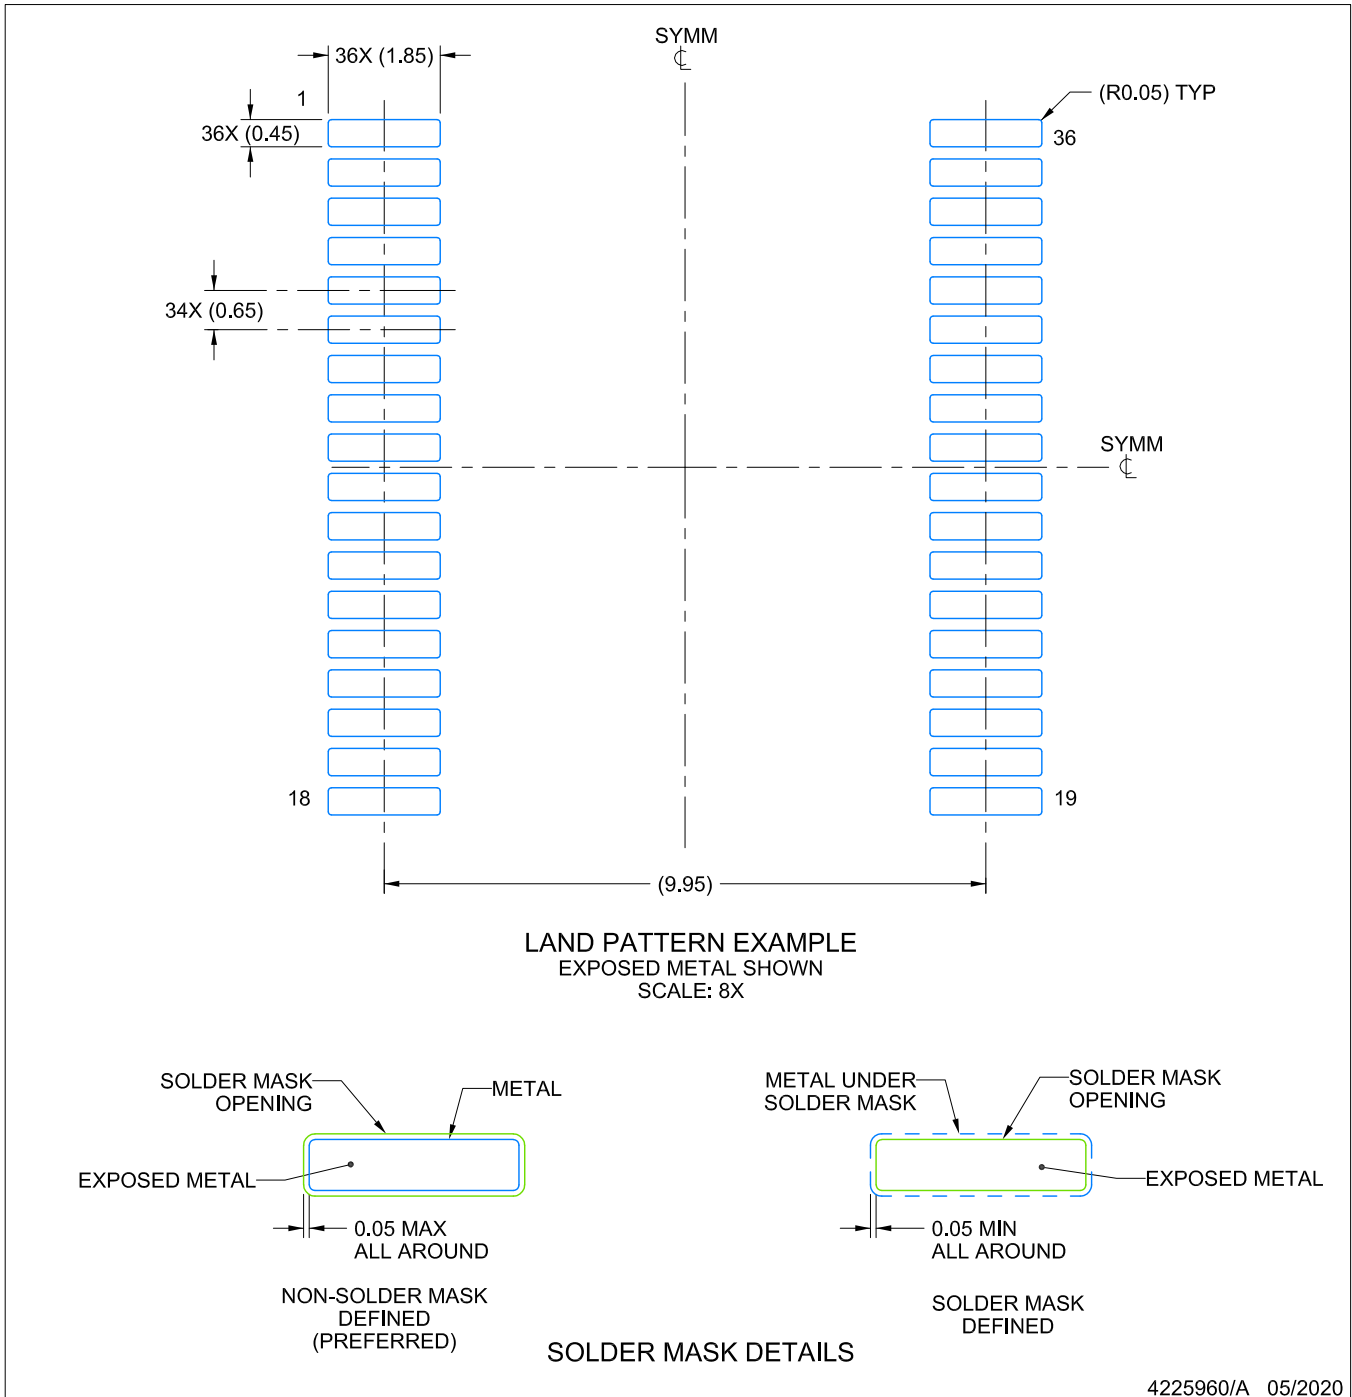 SYMM
℄
36X (1.85)
1
(R0.05) TYP
36X (0.45)
36
34X (0.65)
SYMM
℄
18
19
(9.95)
LAND PATTERN EXAMPLE
EXPOSED METAL SHOWN
SCALE: 8X
SOLDER MASK
OPENING
METAL
EXPOSED METAL
0.05 MAX
ALL AROUND
NON-SOLDER MASK
DEFINED
(PREFERRED)
METAL UNDER
SOLDER MASK
SOLDER MASK
OPENING
EXPOSED METAL
0.05 MIN
ALL AROUND
SOLDER MASK
DEFINED
SOLDER MASK DETAILS
4225960/A 05/2020